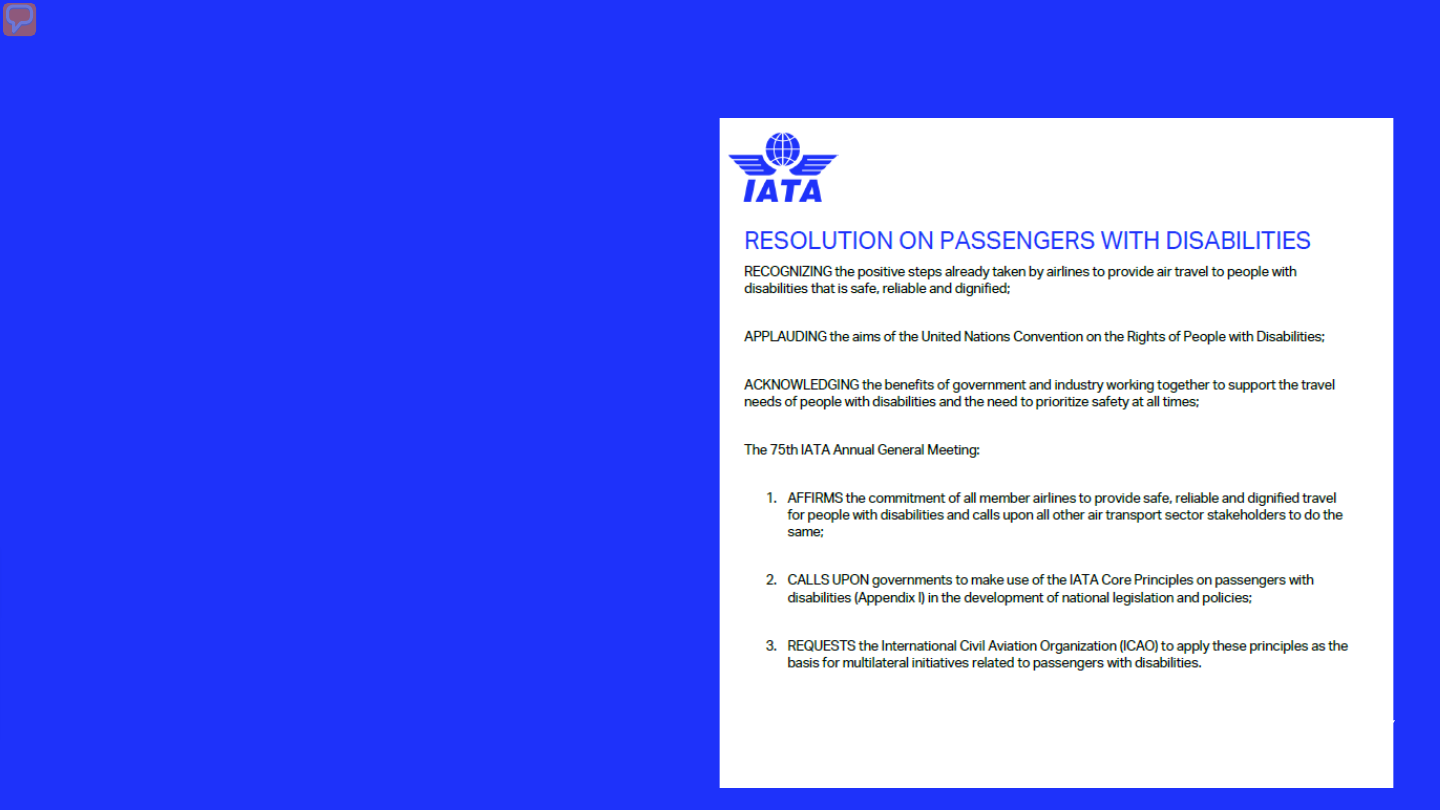 IATA
RESOLUTION ON PASSENGERS WITH DISABILITIES
RECOGNIZING the positive steps already taken by airlines to provide air travel to people with
disabilities that is safe, reliable and dignified;
APPLAUDING the aims of the United Nations Convention on the Rights of People with Disabilities;
ACKNOWLEDGING the benefits of government and industry working together to support the travel
needs of people with disabilities and the need to prioritize safety at all times;
The 75th IATA Annual General Meeting:
1. AFFIRMS the commitment of all member airlines to provide safe, reliable and dignified travel
for people with disabilities and calls upon all other air transport sector stakeholders to do the
same;
2. CALLS UPON governments to make use of the IATA Core Principles on passengers with
disabilities (Appendix I) in the development of national legislation and policies;
3. REQUESTS the International Civil Aviation Organization (ICAO) to apply these principles as the
basis for multilateral initiatives related to passengers with disabilities.